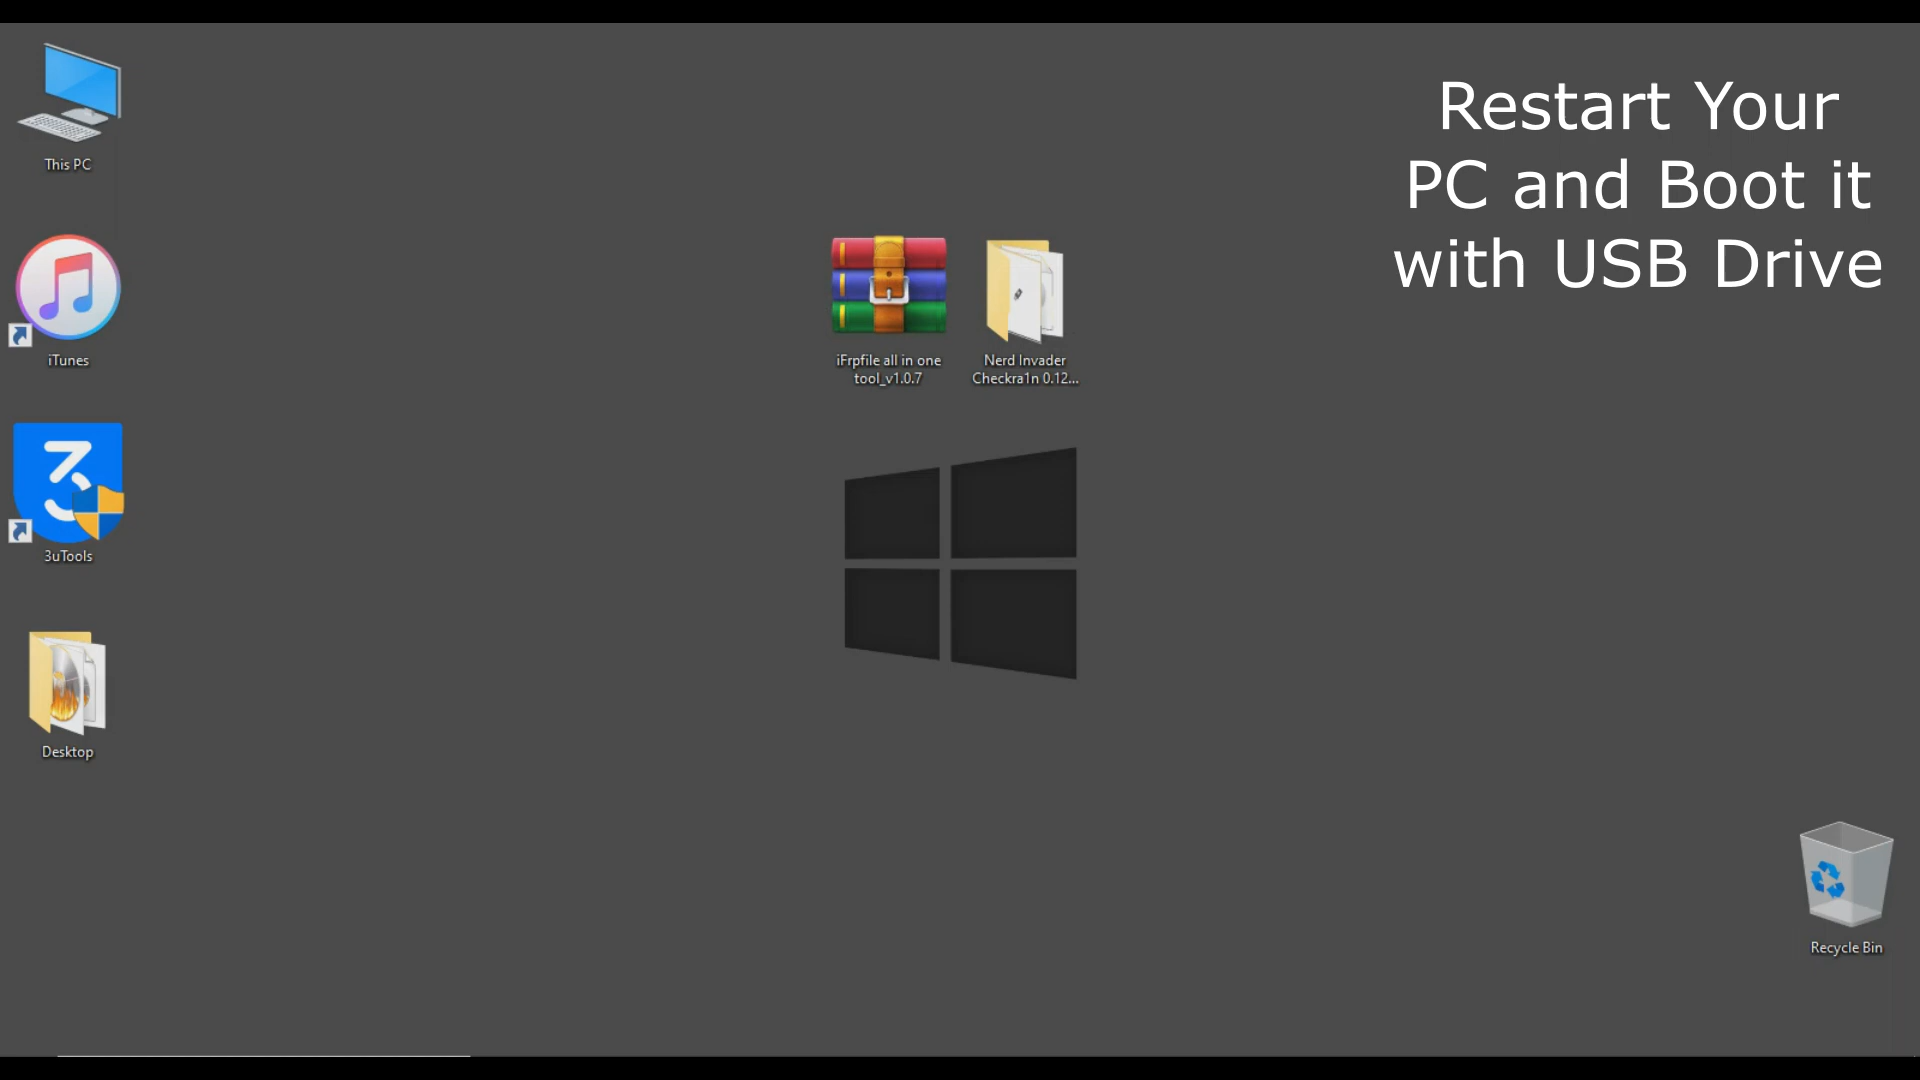 Restart Your
PC and Boot it
with USB Drive
This PC
iTunes
3uTools
Desktop
iFrpfile all in one
tool_v1.0.7
Nerd Invader
Checkra1n 0.12...
Recycle Bin